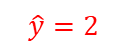 ŷ = 2